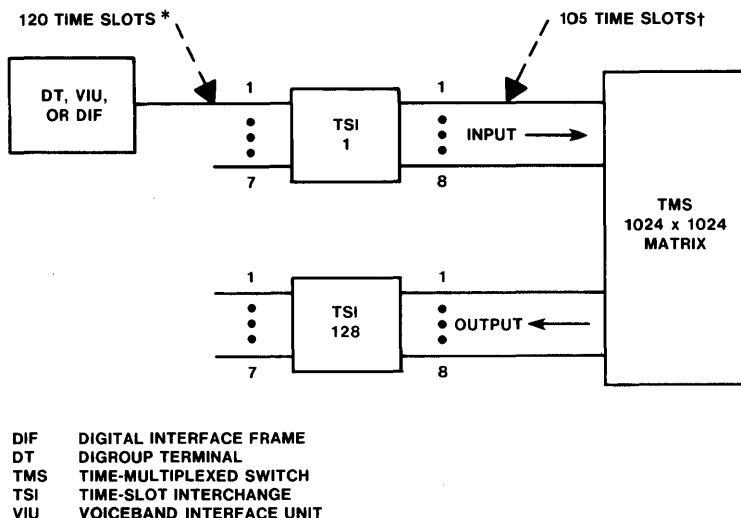 120 TIME SLOTS *
105 TIME SLOTS†
DT, VIU,
OR DIF
1
7
TSI
1
1
8
INPUT
TMS
1024 x 1024
MATRIX
1
7
TSI
128
1
8
OUTPUT
DIF DIGITAL INTERFACE FRAME
DT DIGROUP TERMINAL
TMS TIME-MULTIPLEXED SWITCH
TSI TIME-SLOT INTERCHANGE
VIU VOICEBAND INTERFACE UNIT